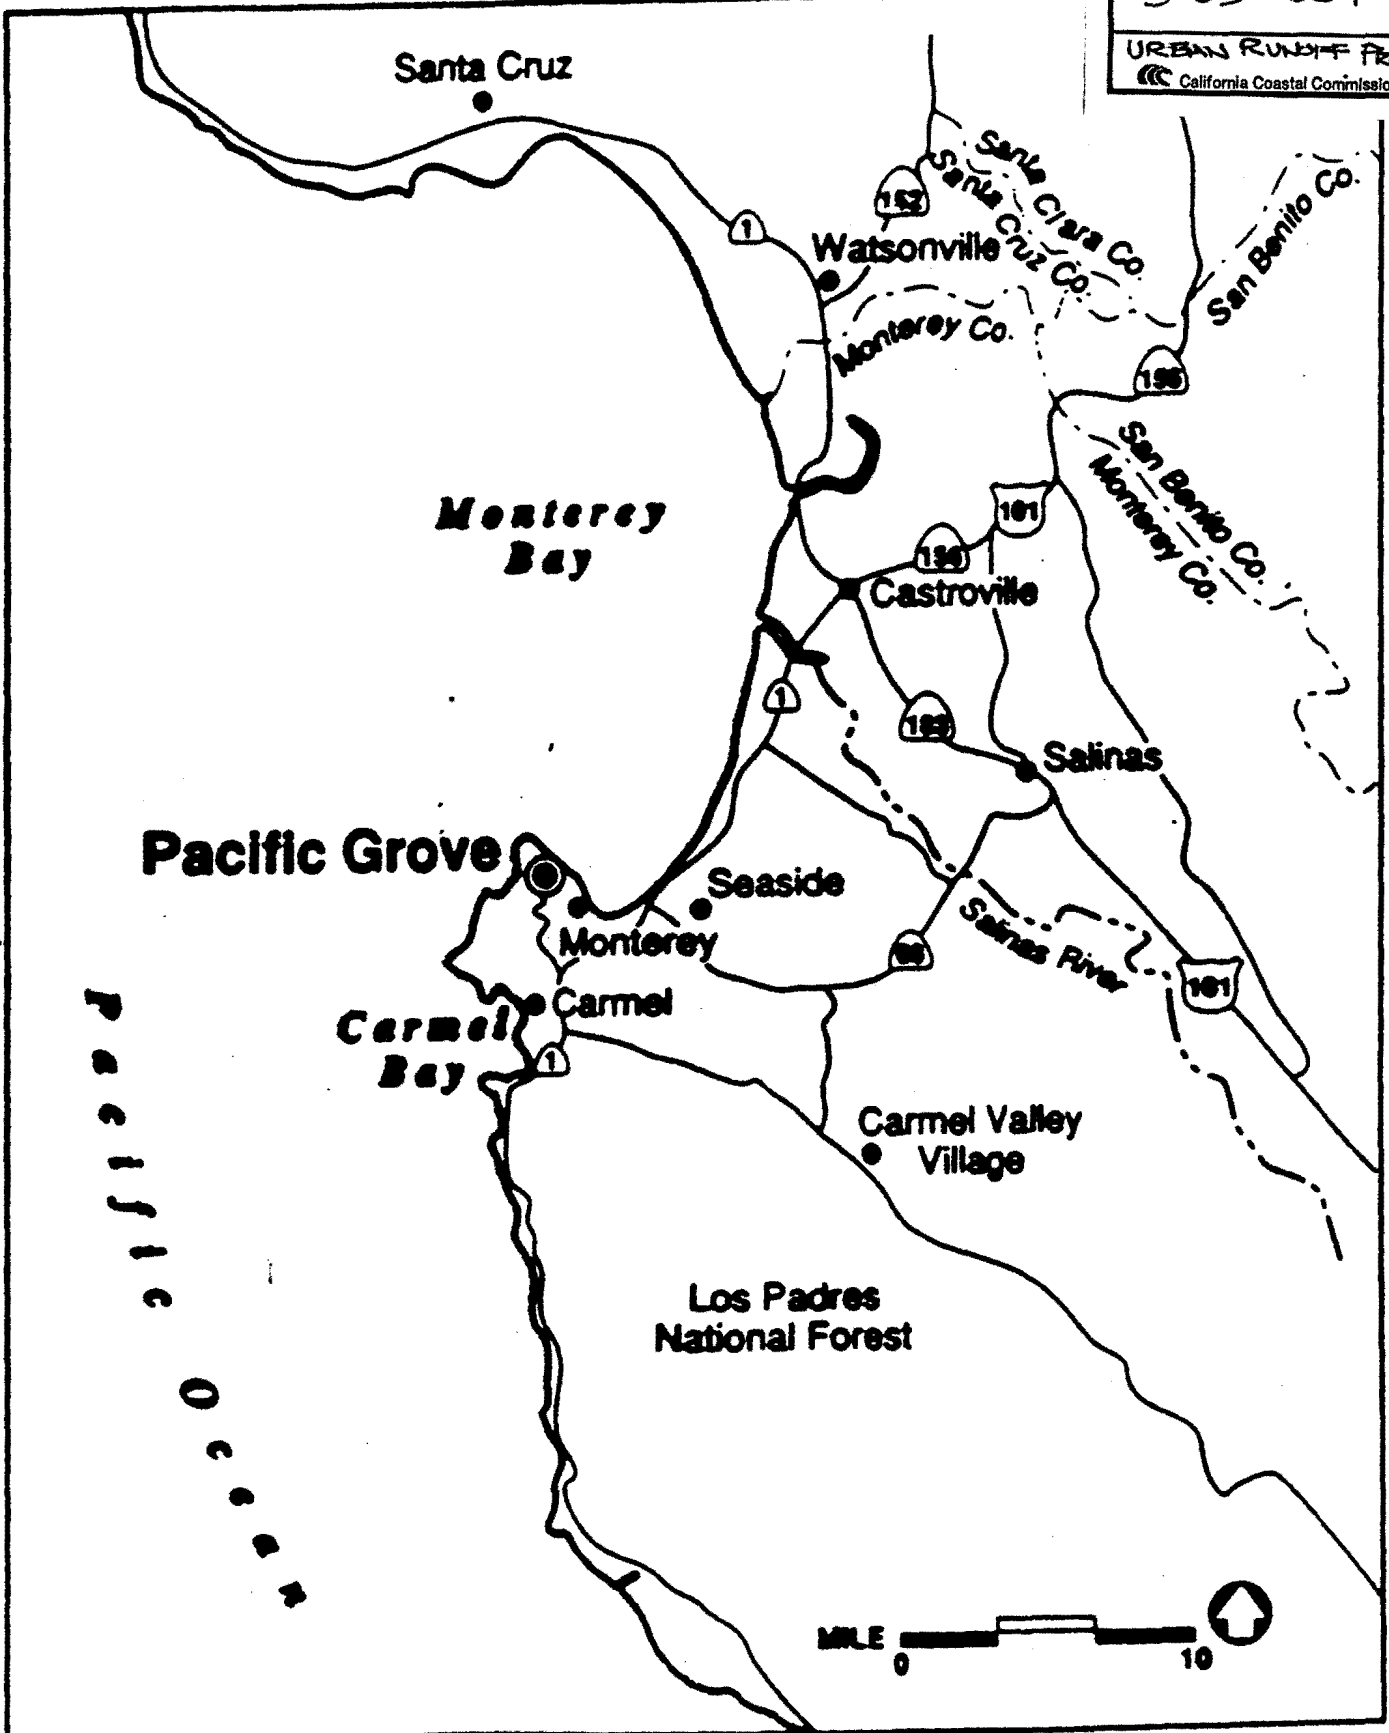 URBAN RUNOFF
California Coastal Commission
Santa Cruz
152
Santa Clara Co.
Santa Cruz Co.
San Benito Co.
1
Watsonville
Monterey Co.
156
San Benito Co.
Monterey Co.
Monterey
Bay
101
156
Castroville
1
183
Salinas
Pacific Grove
Seaside
Monterey
Salinas River
68
101
Carmel
Carmel
Bay
1
Pacific Ocean
Carmel Valley
Village
Los Padres
National Forest
MILE
0
10